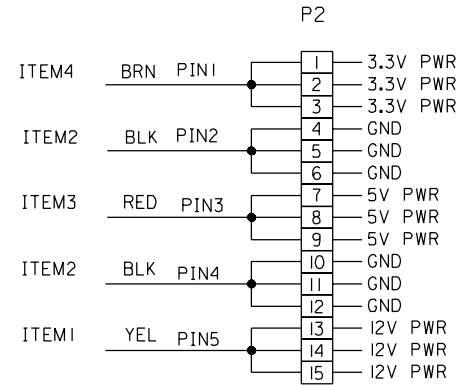 P2
1 3.3V PWR
ITEM4 BRN PIN1 2 3.3V PWR
3 3.3V PWR
4 GND
ITEM2 BLK PIN2 5 GND
6 GND
7 5V PWR
ITEM3 RED PIN3 8 5V PWR
9 5V PWR
10 GND
ITEM2 BLK PIN4 11 GND
12 GND
13 12V PWR
ITEM1 YEL PIN5 14 12V PWR
15 12V PWR